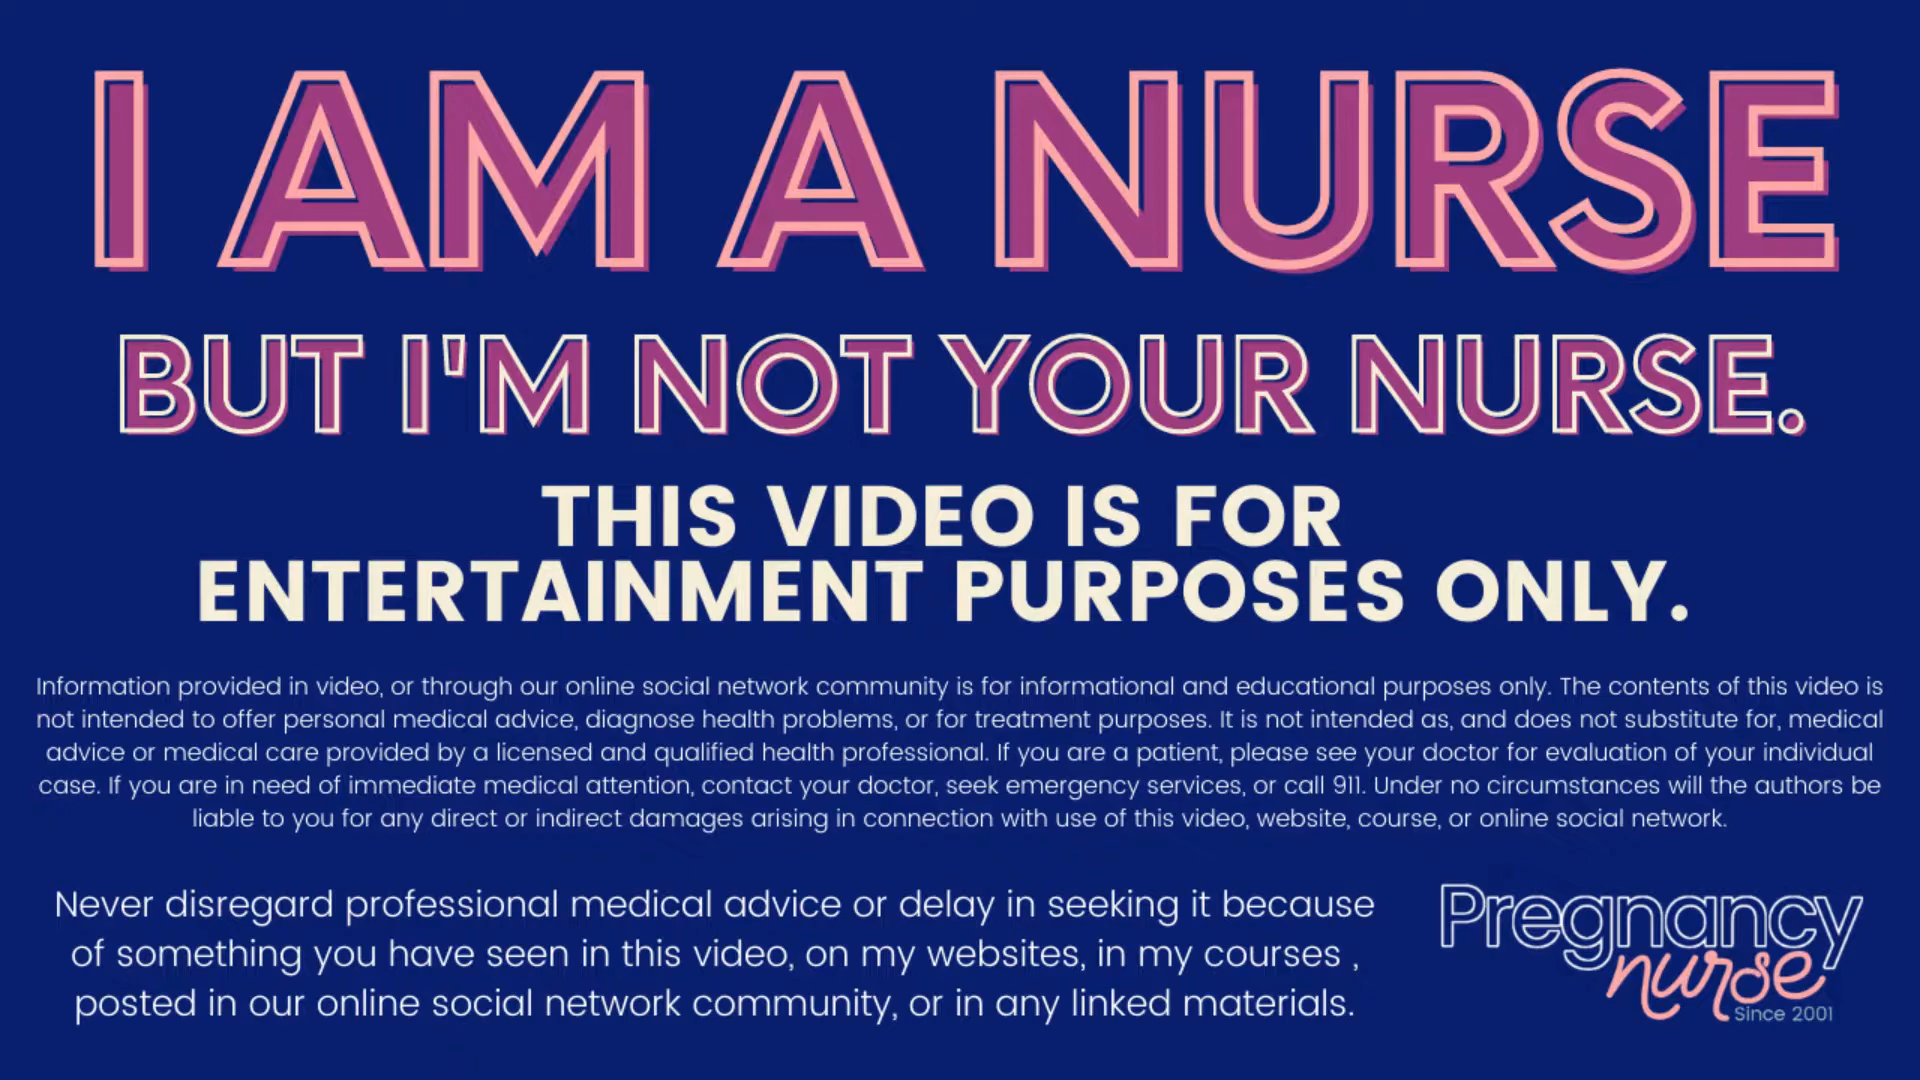 I AM A NURSE
BUT I'M NOT YOUR NURSE.
THIS VIDEO IS FOR
ENTERTAINMENT PURPOSES ONLY.
Information provided in video, or through our online social network community is for informational and educational purposes only. The contents of this video is
not intended to offer personal medical advice, diagnose health problems, or for treatment purposes. It is not intended as, and does not substitute for, medical
advice or medical care provided by a licensed and qualified health professional. If you are a patient, please see your doctor for evaluation of your individual
case. If you are in need of immediate medical attention, contact your doctor, seek emergency services, or call 911. Under no circumstances will the authors be
liable to you for any direct or indirect damages arising in connection with use of this video, website, course, or online social network.
Never disregard professional medical advice or delay in seeking it because
of something you have seen in this video, on my websites, in my courses ,
posted in our online social network community, or in any linked materials.
Pregnancy
nurse
Since 2001